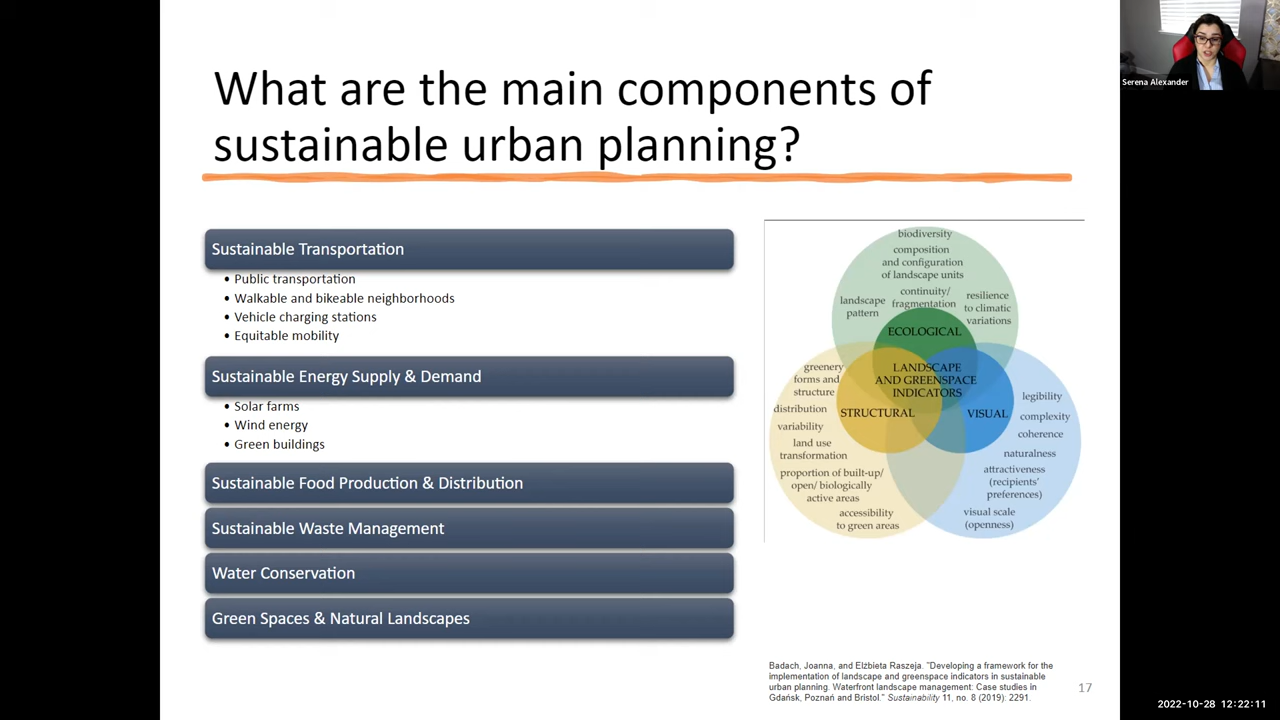 What are the main components of
sustainable urban planning?
Sustainable Transportation
• Public transportation
• Walkable and bikeable neighborhoods
• Vehicle charging stations
• Equitable mobility
Sustainable Energy Supply & Demand
• Solar farms
• Wind energy
• Green buildings
Sustainable Food Production & Distribution
Sustainable Waste Management
Water Conservation
Green Spaces & Natural Landscapes
biodiversity
composition
and configuration
of landscape units
continuity/
fragmentation
landscape
pattern
resilience
to climatic
variations
ECOLOGICAL
LANDSCAPE
AND GREENSPACE
INDICATORS
STRUCTURAL
VISUAL
greenery
forms and
structure
distribution
variability
land use
transformation
proportion of built-up/
open/ biologically
active areas
accessibility
to green areas
legibility
complexity
coherence
naturalness
attractiveness
(recipients'
preferences)
visual scale
(openness)
Badach, Joanna, and Elżbieta Raszeja. "Developing a framework for the
implementation of landscape and greenspace indicators in sustainable
urban planning. Waterfront landscape management: Case studies in
Gdańsk, Poznań and Bristol." Sustainability 11, no. 8 (2019): 2291.
17
Serena Alexander
2022-10-28 12:22:11